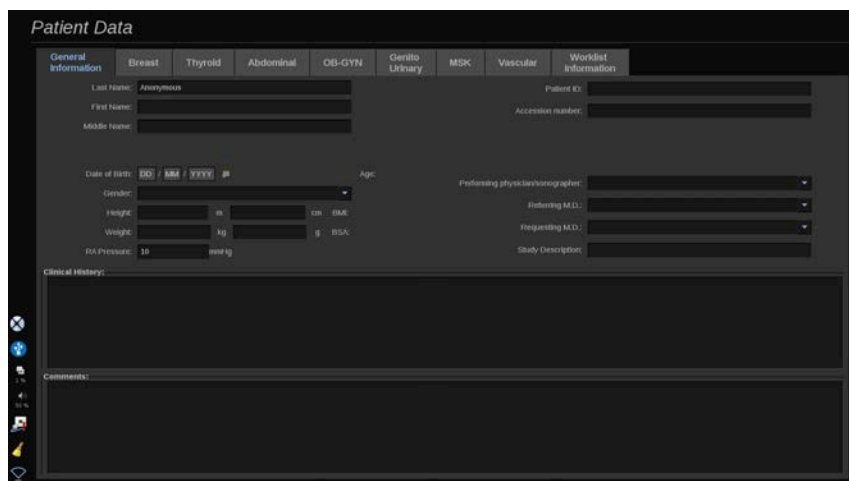 Patient Data
General Information
Breast
Thyroid
Abdominal
OB-GYN
Genito Urinary
MSK
Vascular
Worklist Information
Last Name: Anonymous
Patient ID:
First Name:
Accession number:
Middle Name:
Date of Birth: DD / MM / YYYY
Age:
Performing physician/sonographer:
Gender:
Referring M.D.:
Height: m cm BMI:
Requesting M.D.:
Weight: kg g BSA:
Study Description:
RA Pressure: 10 mmHg
Clinical History:
Comments:
1 %
50 %